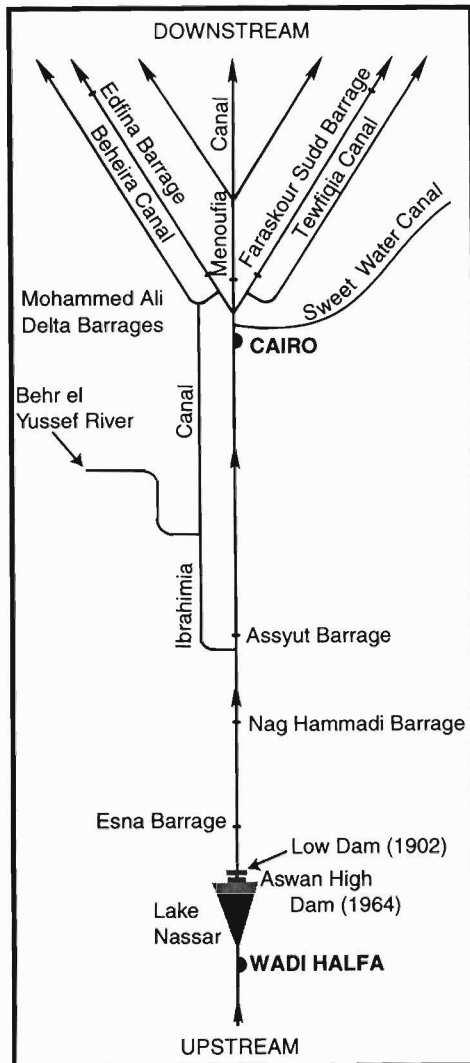 DOWNSTREAM
Edfina Barrage
Beheira Canal
Canal
Menoufia
Faraskour Sudd Barrage
Tewfiqia Canal
Sweet Water Canal
Mohammed Ali
Delta Barrages
CAIRO
Behr el
Yussef River
Canal
Ibrahimia
Assyut Barrage
Nag Hammadi Barrage
Esna Barrage
Low Dam (1902)
Aswan High
Dam (1964)
Lake
Nassar
WADI HALFA
UPSTREAM